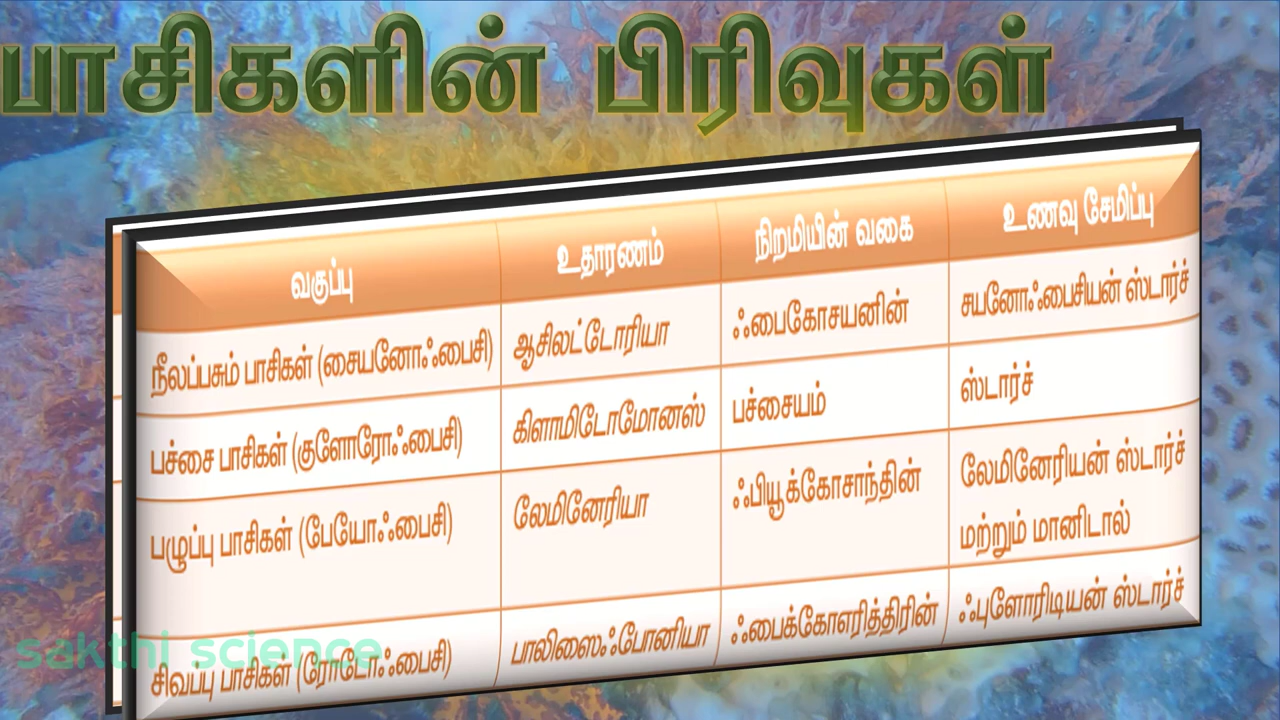 பாசிகளின் பிரிவுகள்
வகுப்பு உதாரணம் நிறமியின் வகை உணவு சேமிப்பு
நீலப்பசும் பாசிகள் (சையனோஃபைசி) ஆசிலட்டோரியா ஃபைகோசயனின் சயனோஃபைசியன் ஸ்டார்ச்
பச்சை பாசிகள் (குளோரோஃபைசி) கிளாமிடோமோனஸ் பச்சையம் ஸ்டார்ச்
பழுப்பு பாசிகள் (பேயோஃபைசி) லேமினேரியா ஃபியூக்கோசாந்தின் லேமினேரியன் ஸ்டார்ச்
மற்றும் மானிடால்
சிவப்பு பாசிகள் (ரோடோஃபைசி) பாலிஸைஃபோனியா ஃபைக்கோஎரித்திரின் ஃபுளோரிடியன் ஸ்டார்ச்
sakthi science